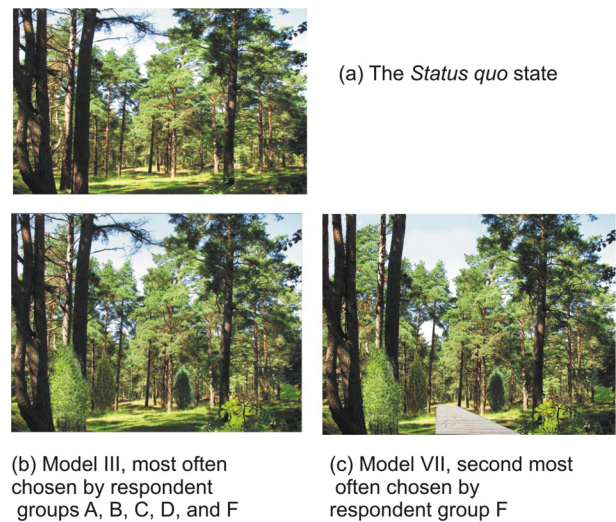 (a) The Status quo state
(b) Model III, most often
chosen by respondent
groups A, B, C, D, and F
(c) Model VII, second most
often chosen by
respondent group F